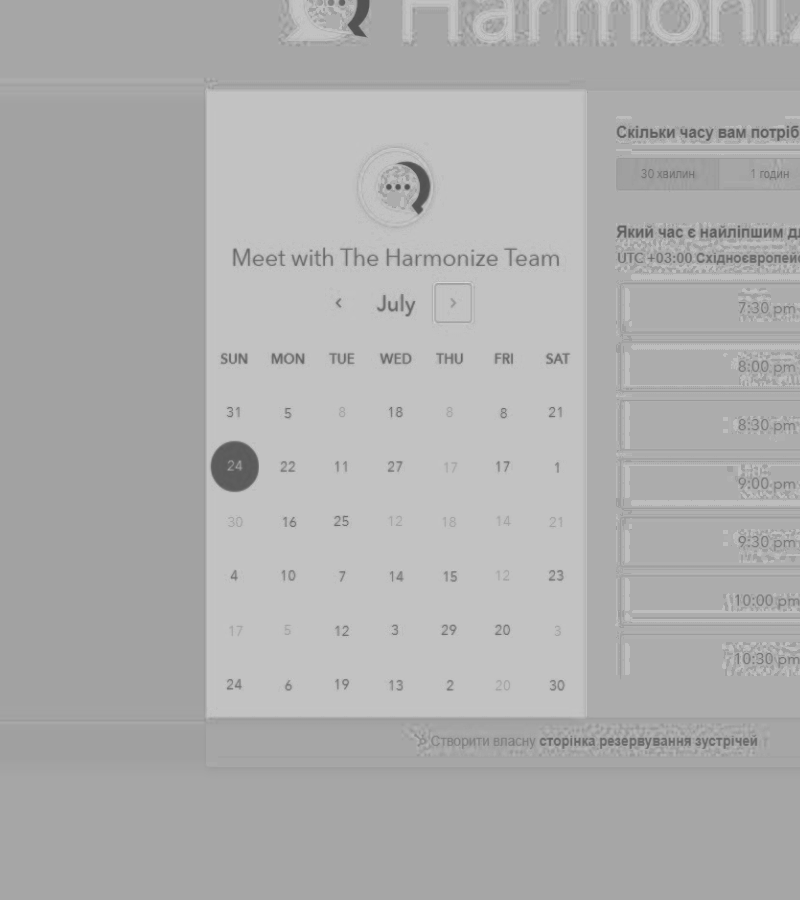 Harmoniz
Meet with The Harmonize Team
‹ July ›
SUN MON TUE WED THU FRI SAT
31 5 8 18 8 8 21
24 22 11 27 17 17 1
30 16 25 12 18 14 21
4 10 7 14 15 12 23
17 5 12 3 29 20 3
24 6 19 13 2 20 30
Скільки часу вам потріб
30 хвилин 1 годин
Який час є найліпшим д
UTC +03:00 Східноєвропейс
7:30 pm
8:00 pm
8:30 pm
9:00 pm
9:30 pm
10:00 pm
10:30 pm
Створити власну сторінка резервування зустрічей